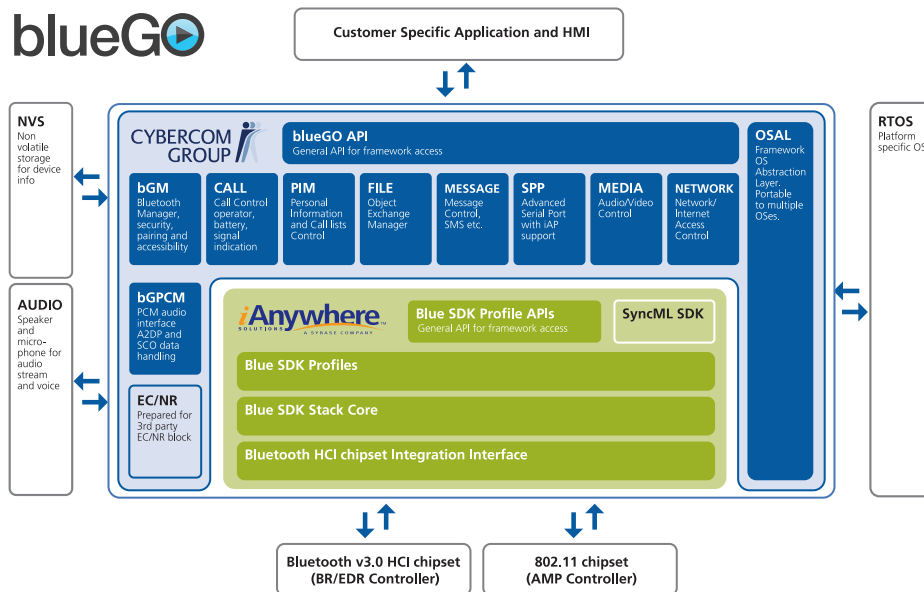 blueGO
Customer Specific Application and HMI
NVS
Non
volatile
storage
for device
info
AUDIO
Speaker
and
micro-
phone for
audio
stream
and voice
CYBERCOM
GROUP
blueGO API
General API for framework access
bGM
Bluetooth
Manager,
security,
pairing and
accessibility
CALL
Call Control
operator,
battery,
signal
indication
PIM
Personal
Information
and Call lists
Control
FILE
Object
Exchange
Manager
MESSAGE
Message
Control,
SMS etc.
SPP
Advanced
Serial Port
with iAP
support
MEDIA
Audio/Video
Control
NETWORK
Network/
Internet
Access
Control
OSAL
Framework
OS
Abstraction
Layer.
Portable
to multiple
OSes.
RTOS
Platform
specific OS
bGPCM
PCM audio
interface
A2DP and
SCO data
handling
EC/NR
Prepared for
3rd party
EC/NR block
iAnywhere™
SOLUTIONS
A SYBASE COMPANY
Blue SDK Profile APIs
General API for framework access
SyncML SDK
Blue SDK Profiles
Blue SDK Stack Core
Bluetooth HCI chipset Integration Interface
Bluetooth v3.0 HCI chipset
(BR/EDR Controller)
802.11 chipset
(AMP Controller)